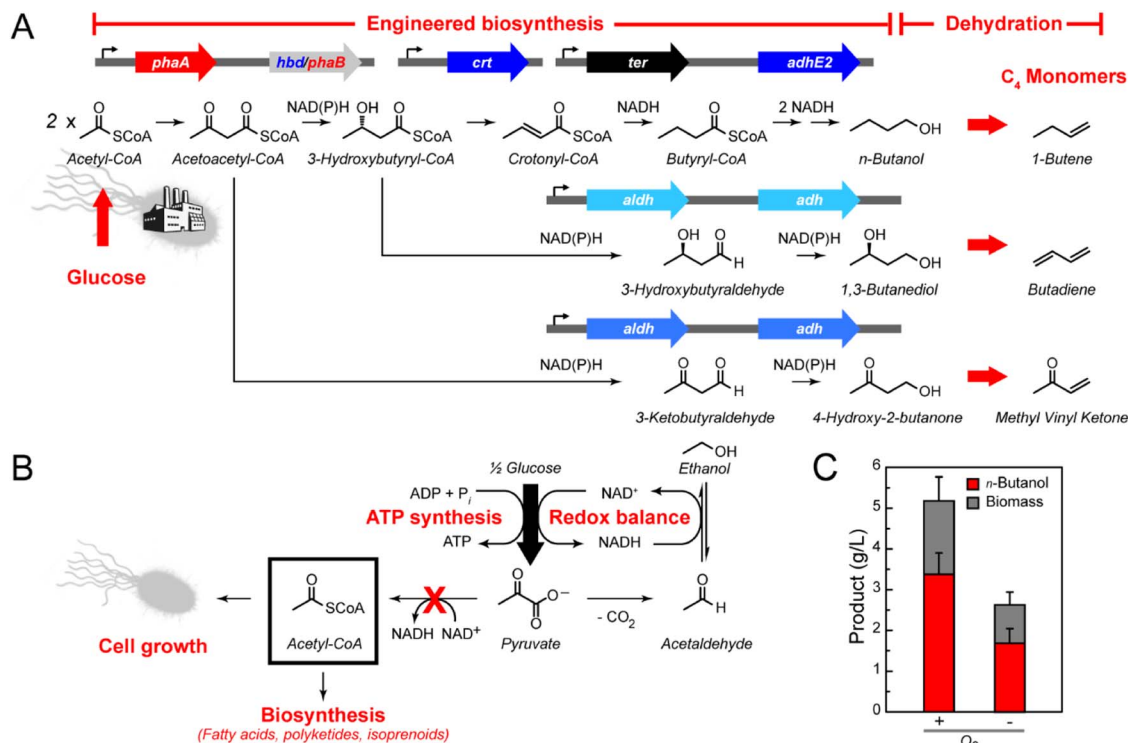 A
Engineered biosynthesis
Dehydration
phaA
hbd/phaB
crt
ter
adhE2
C4 Monomers
2 x
O
SCoA
O O
SCoA
NAD(P)H
OH O
SCoA
O
SCoA
NADH
O
SCoA
2 NADH
OH
Acetyl-CoA
Acetoacetyl-CoA
3-Hydroxybutyryl-CoA
Crotonyl-CoA
Butyryl-CoA
n-Butanol
1-Butene
aldh
adh
Glucose
NAD(P)H
OH O
H
NAD(P)H
OH
OH
3-Hydroxybutyraldehyde
1,3-Butanediol
Butadiene
aldh
adh
NAD(P)H
O O
H
NAD(P)H
O
OH
O
3-Ketobutyraldehyde
4-Hydroxy-2-butanone
Methyl Vinyl Ketone
B
½ Glucose
OH
Ethanol
ADP + Pi
NAD+
ATP synthesis
Redox balance
ATP
NADH
O
SCoA
Acetyl-CoA
X
NADH
NAD+
O
O−
O
Pyruvate
- CO2
O
H
Acetaldehyde
Cell growth
Biosynthesis
(Fatty acids, polyketides, isoprenoids)
C
n-Butanol
Biomass
Product (g/L)
6
5
4
3
2
1
0
+
-
O2